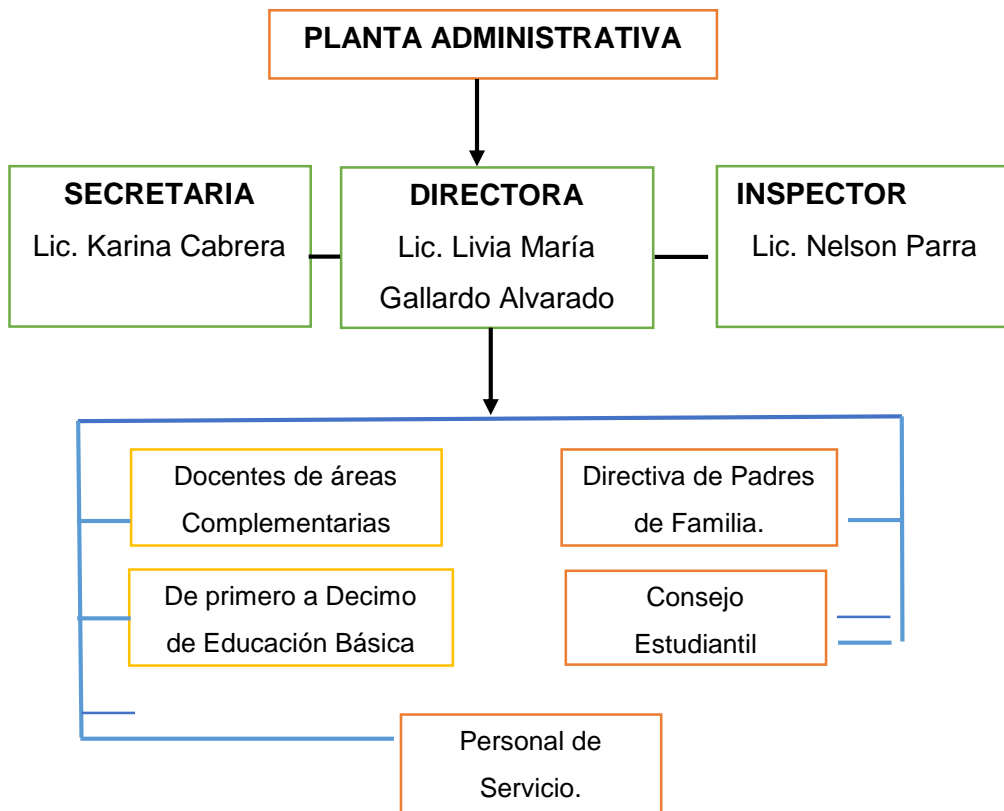 PLANTA ADMINISTRATIVA
SECRETARIA
Lic. Karina Cabrera
DIRECTORA
Lic. Livia María
Gallardo Alvarado
INSPECTOR
Lic. Nelson Parra
Docentes de áreas
Complementarias
Directiva de Padres
de Familia.
De primero a Decimo
de Educación Básica
Consejo
Estudiantil
Personal de
Servicio.